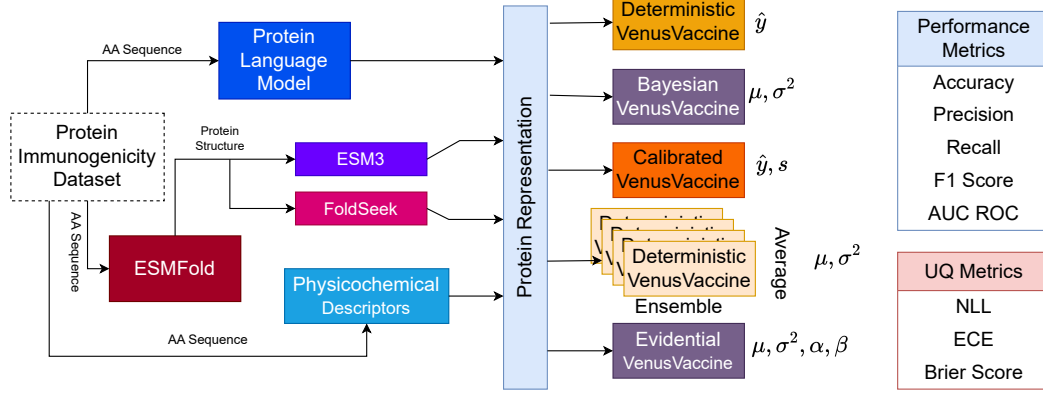 AA Sequence
Protein
Language
Model
Protein
Immunogenicity
Dataset
Protein
Structure
ESM3
FoldSeek
AA Sequence
ESMFold
Physicochemical
Descriptors
AA Sequence
Protein Representation
Deterministic
VenusVaccine
ŷ
Bayesian
VenusVaccine
μ, σ²
Calibrated
VenusVaccine
ŷ, s
Deterministic
VenusVaccine
Average
μ, σ²
Ensemble
Evidential
VenusVaccine
μ, σ², α, β
Performance
Metrics
Accuracy
Precision
Recall
F1 Score
AUC ROC
UQ Metrics
NLL
ECE
Brier Score